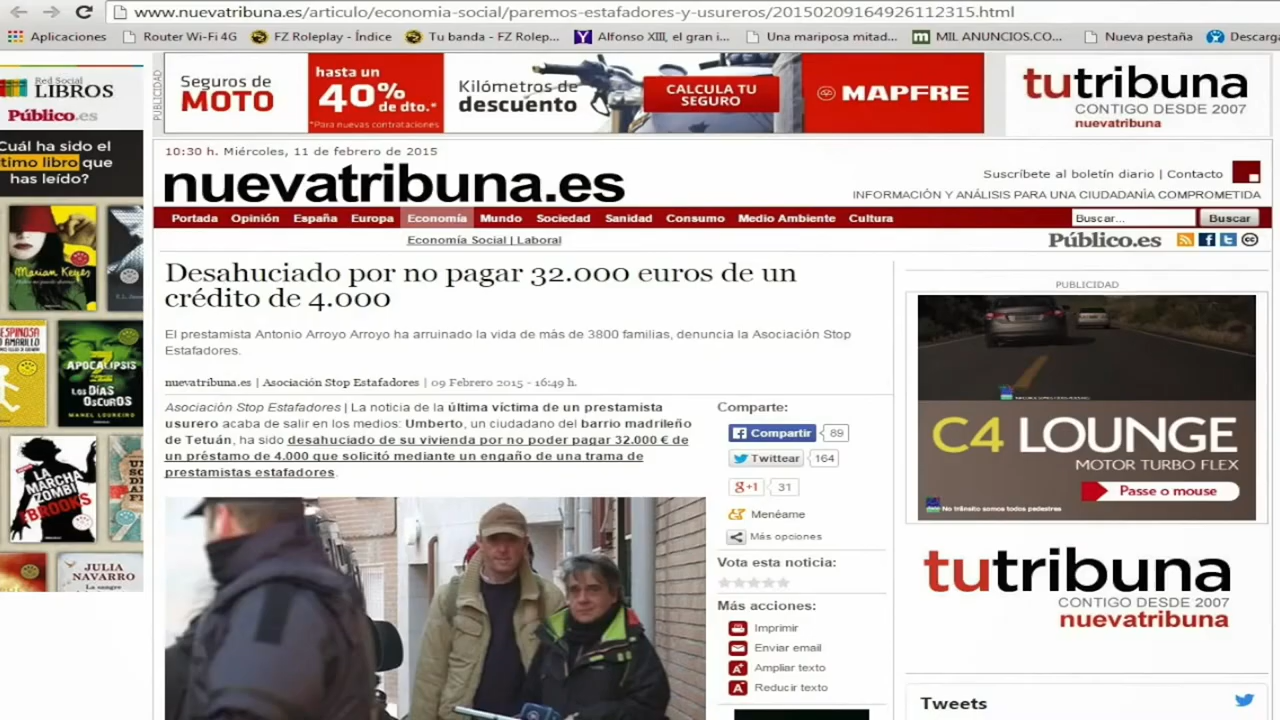 www.nuevatribuna.es/articulo/economia-social/paremos-estafadores-y-usureros/20150209164926112315.html
Aplicaciones
Router Wi-Fi 4G
FZ Roleplay - Índice
Tu banda - FZ Rolep...
Alfonso XIII, el gran i...
Una mariposa mitad...
MIL ANUNCIOS.CO...
Nueva pestaña
Descarga
Red Social
LIBROS
Público.es
Cuál ha sido el
timo libro que
has leído?
Marian Keyes
ESPINOSA
O AMARILLO
APOCALIPSIS
Z
LOS DÍAS
OSCUROS
MANEL LOUREIRO
LA
MARCHA
ZOMBI
BROOKS
JULIA
NAVARRO
PUBLICIDAD
Seguros de
MOTO
hasta un
40% de dto.*
*Para nuevas contrataciones
Kilómetros de
descuento
CALCULA TU
SEGURO
MAPFRE
tutribuna
CONTIGO DESDE 2007
nuevatribuna
10:30 h. Miércoles, 11 de febrero de 2015
nuevatribuna.es
Suscríbete al boletín diario | Contacto
INFORMACIÓN Y ANÁLISIS PARA UNA CIUDADANÍA COMPROMETIDA
Portada Opinión España Europa Economía Mundo Sociedad Sanidad Consumo Medio Ambiente Cultura
Buscar... Buscar
Economía Social | Laboral
Público.es
Desahuciado por no pagar 32.000 euros de un
crédito de 4.000
El prestamista Antonio Arroyo Arroyo ha arruinado la vida de más de 3800 familias, denuncia la Asociación Stop
Estafadores.
nuevatribuna.es | Asociación Stop Estafadores | 09 Febrero 2015 - 16:49 h.
Asociación Stop Estafadores | La noticia de la última víctima de un prestamista
usurero acaba de salir en los medios: Umberto, un ciudadano del barrio madrileño
de Tetuán, ha sido desahuciado de su vivienda por no poder pagar 32.000 € de
un préstamo de 4.000 que solicitó mediante un engaño de una trama de
prestamistas estafadores.
Comparte:
Compartir 89
Twittear 164
g+1 31
Menéame
Más opciones
Vota esta noticia:
Más acciones:
Imprimir
Enviar email
Ampliar texto
Reducir texto
PUBLICIDAD
C4 LOUNGE
MOTOR TURBO FLEX
Passe o mouse
No trânsito somos todos pedestres
tutribuna
CONTIGO DESDE 2007
nuevatribuna
Tweets